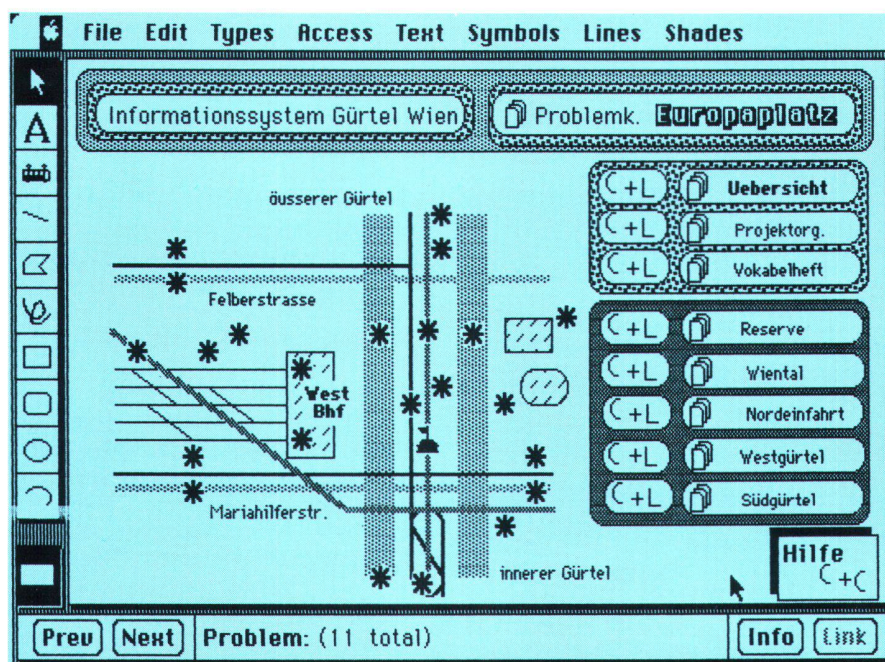 File Edit Types Access Text Symbols Lines Shades
A
Informationssystem Gürtel Wien
Problemk. Europaplatz
äusserer Gürtel
Felberstrasse
West
Bhf
Mariahilferstr.
innerer Gürtel
C+L Uebersicht
C+L Projektorg.
C+L Vokabelheft
C+L Reserve
C+L Wiental
C+L Nordeinfahrt
C+L Westgürtel
C+L Südgürtel
Hilfe
C+C
Prev Next Problem: (11 total) Info Link